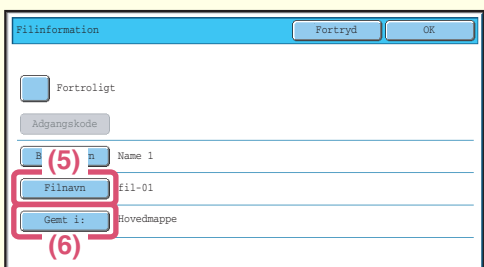 Filinformation Fortryd OK
Fortroligt
Adgangskode
(5) Name 1
Filnavn fil-01
Gemt i: Hovedmappe
(6)